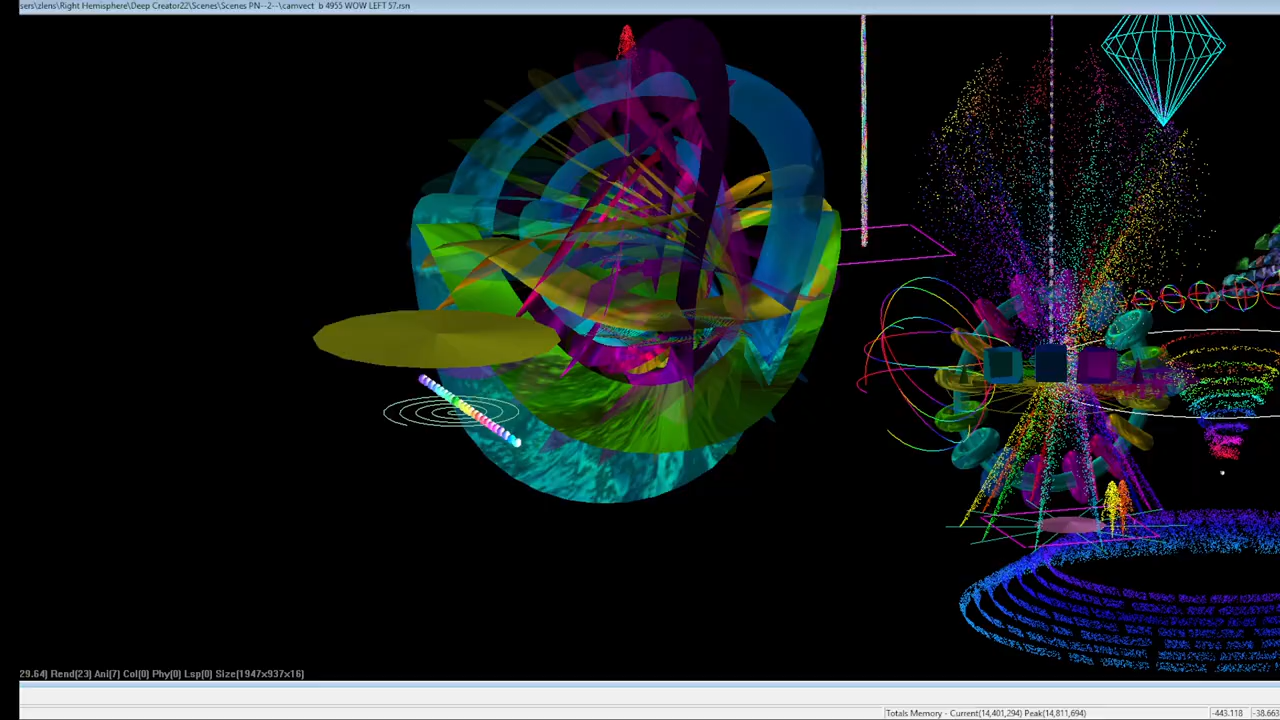 sers\zlens\Right Hemisphere\Deep Creator22\Scenes\Scenes PN--2--\camvect b 4955 WOW LEFT 57.rsn
29.64) Rend(23) Ani(7) Col(0) Phy(0) Lsp(0) Size(1947x937x16)
Totals Memory - Current(14,401,294) Peak(14,811,694) -443.118 -38.663